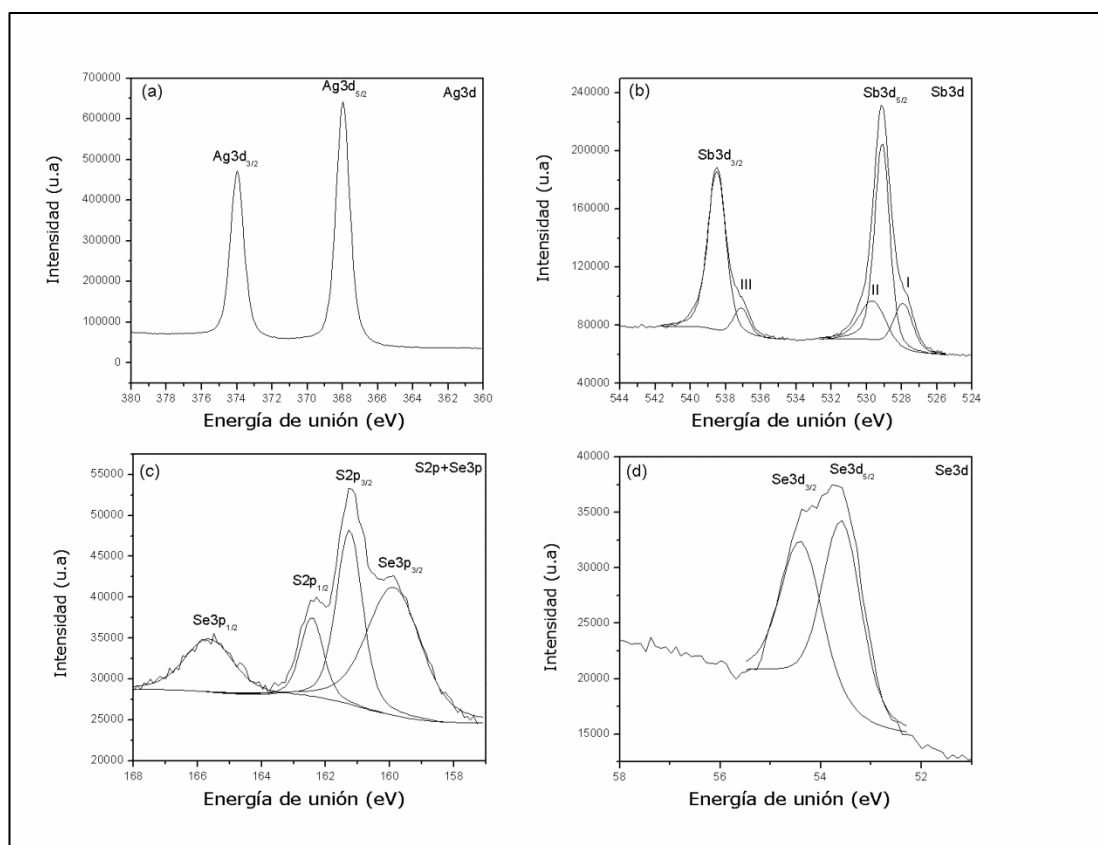 (a)
Ag3d
Ag3d5/2
Ag3d3/2
Intensidad (u.a)
700000
600000
500000
400000
300000
200000
100000
0
380 378 376 374 372 370 368 366 364 362 360
Energía de unión (eV)
(b)
Sb3d5/2
Sb3d
Sb3d3/2
III
II
I
Intensidad (u.a)
240000
200000
160000
120000
80000
40000
544 542 540 538 536 534 532 530 528 526 524
Energía de unión (eV)
(c)
S2p+Se3p
S2p3/2
Se3p3/2
S2p1/2
Se3p1/2
Intensidad (u.a)
55000
50000
45000
40000
35000
30000
25000
20000
168 166 164 162 160 158
Energía de unión (eV)
(d)
Se3d5/2
Se3d
Se3d3/2
Intensidad (u.a)
40000
35000
30000
25000
20000
15000
58 56 54 52
Energía de unión (eV)